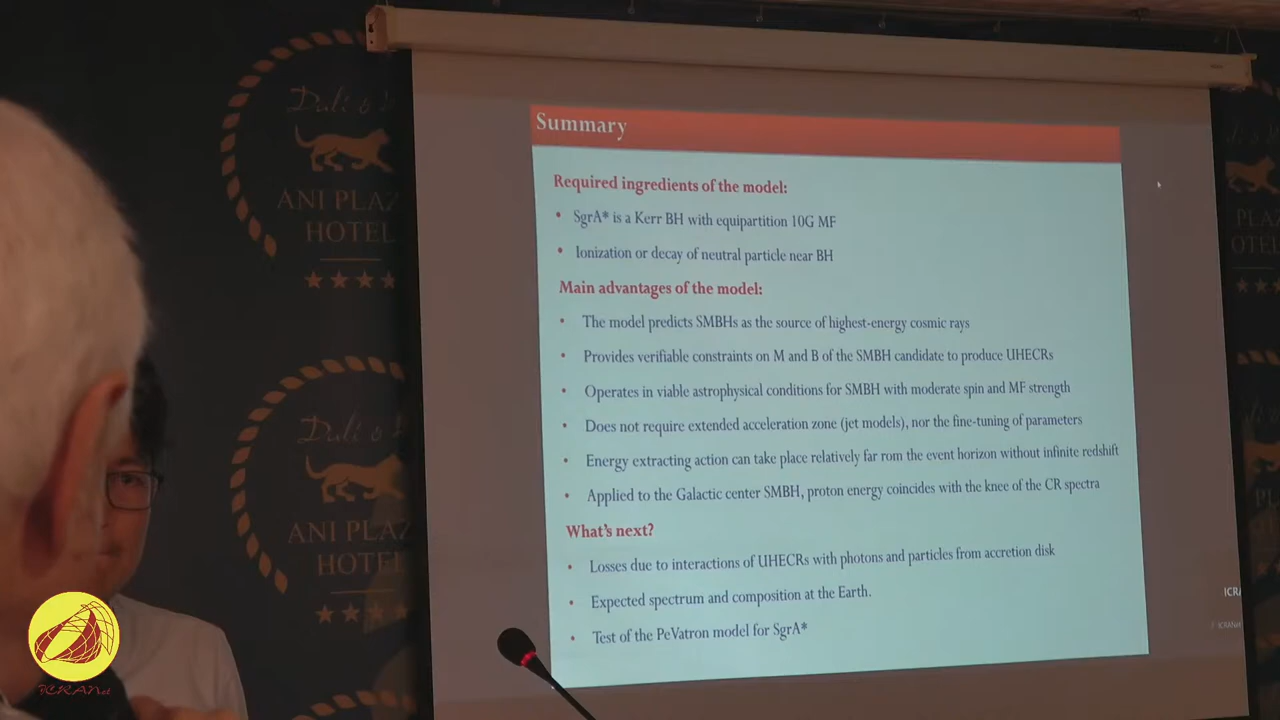 Summary
Required ingredients of the model:
• SgrA* is a Kerr BH with equipartition 10G MF
• Ionization or decay of neutral particle near BH
Main advantages of the model:
• The model predicts SMBHs as the source of highest-energy cosmic rays
• Provides verifiable constraints on M and B of the SMBH candidate to produce UHECRs
• Operates in viable astrophysical conditions for SMBH with moderate spin and MF strength
• Does not require extended acceleration zone (jet models), nor the fine-tuning of parameters
• Energy extracting action can take place relatively far rom the event horizon without infinite redshift
• Applied to the Galactic center SMBH, proton energy coincides with the knee of the CR spectra
What's next?
• Losses due to interactions of UHECRs with photons and particles from accretion disk
• Expected spectrum and composition at the Earth.
• Test of the PeVatron model for SgrA*
ANI PLAZ
HOTEL
ANI PLAZ
HOTEL
PLA
OTEL
ICRA
ICRANet
ICRANet